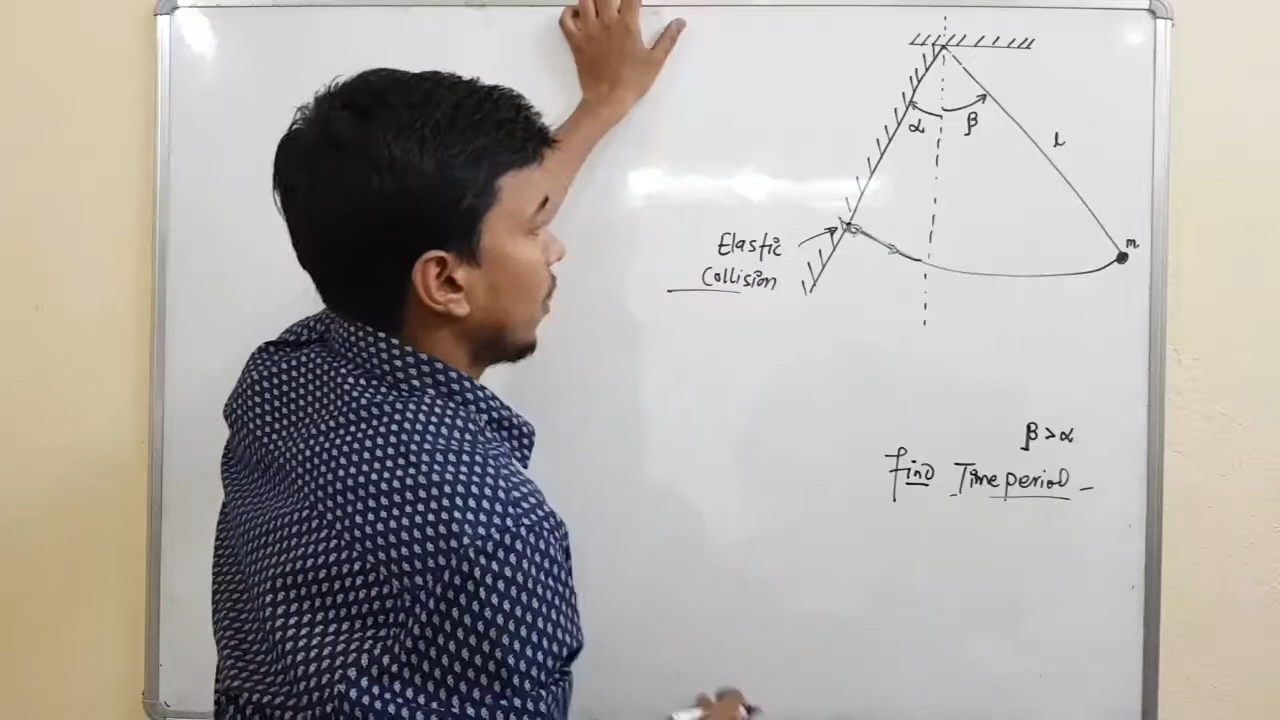 α β
l
m
Elastic
Collision
β > α
Find Time period